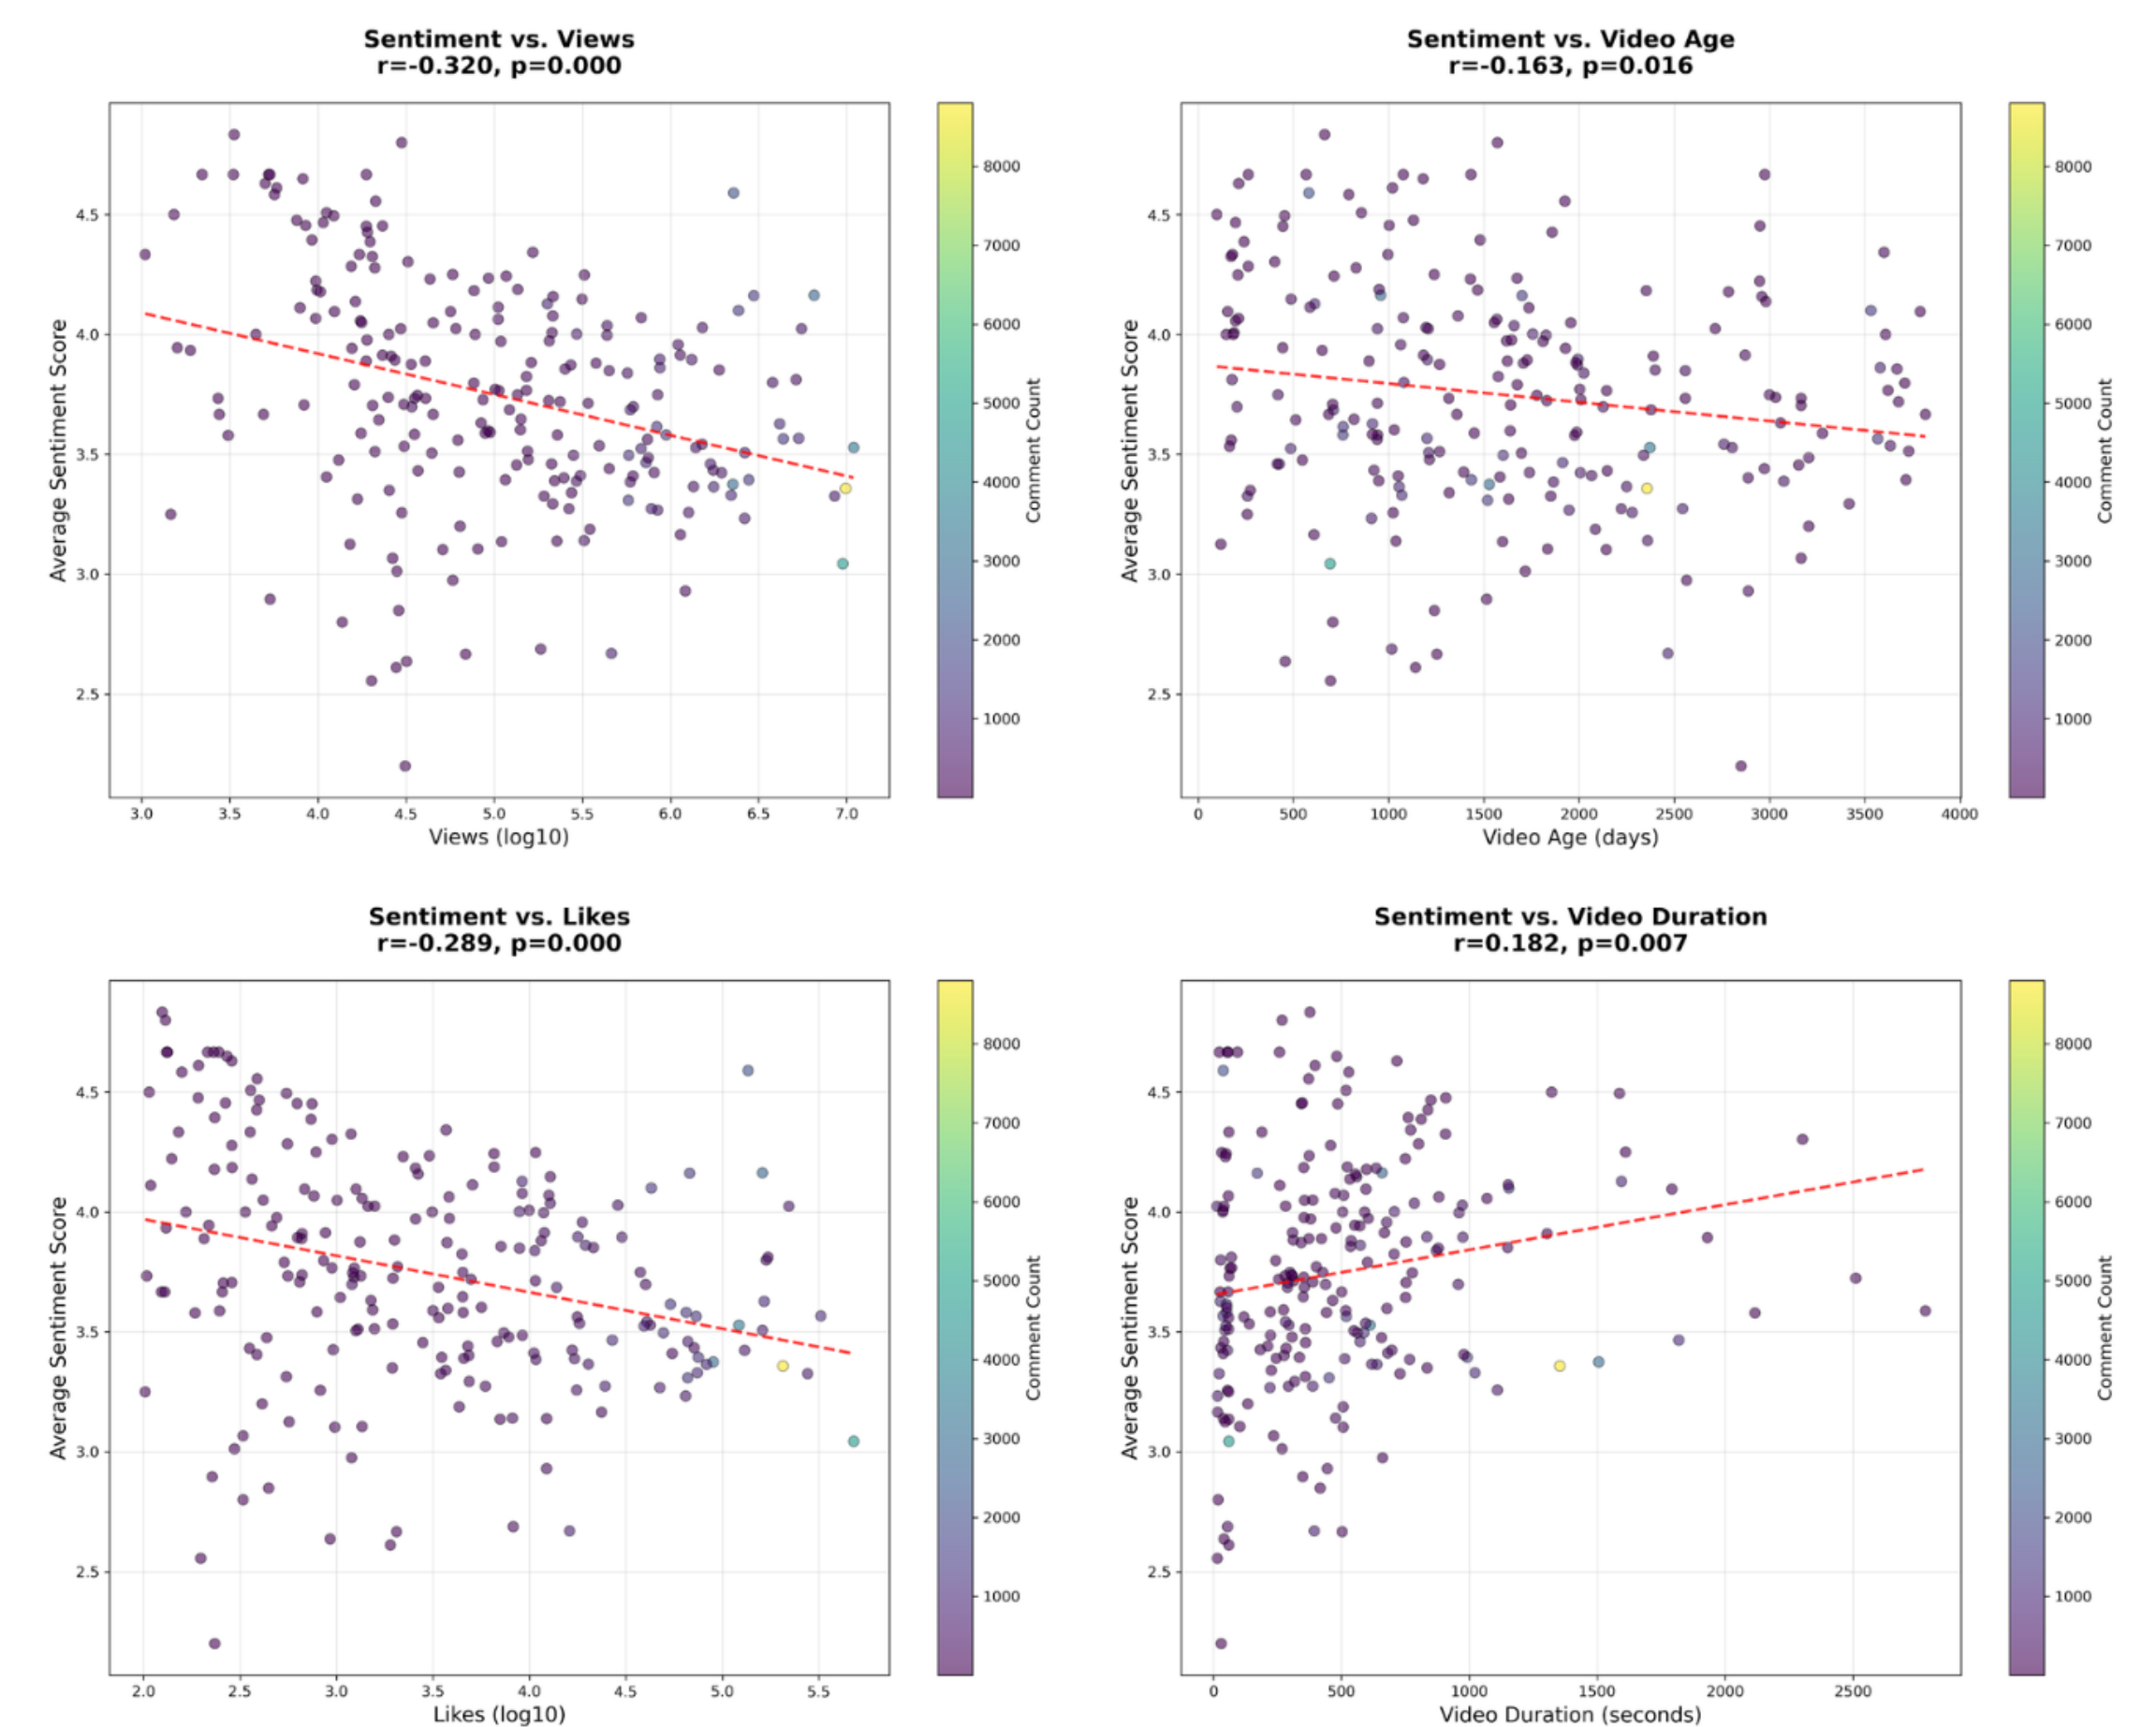 Sentiment vs. Views
r=-0.320, p=0.000
Average Sentiment Score
4.5
4.0
3.5
3.0
2.5
3.0 3.5 4.0 4.5 5.0 5.5 6.0 6.5 7.0
Views (log10)
8000
7000
6000
5000
4000
3000
2000
1000
Comment Count
Sentiment vs. Video Age
r=-0.163, p=0.016
Average Sentiment Score
4.5
4.0
3.5
3.0
2.5
0 500 1000 1500 2000 2500 3000 3500 4000
Video Age (days)
8000
7000
6000
5000
4000
3000
2000
1000
Comment Count
Sentiment vs. Likes
r=-0.289, p=0.000
Average Sentiment Score
4.5
4.0
3.5
3.0
2.5
2.0 2.5 3.0 3.5 4.0 4.5 5.0 5.5
Likes (log10)
8000
7000
6000
5000
4000
3000
2000
1000
Comment Count
Sentiment vs. Video Duration
r=0.182, p=0.007
Average Sentiment Score
4.5
4.0
3.5
3.0
2.5
0 500 1000 1500 2000 2500
Video Duration (seconds)
8000
7000
6000
5000
4000
3000
2000
1000
Comment Count